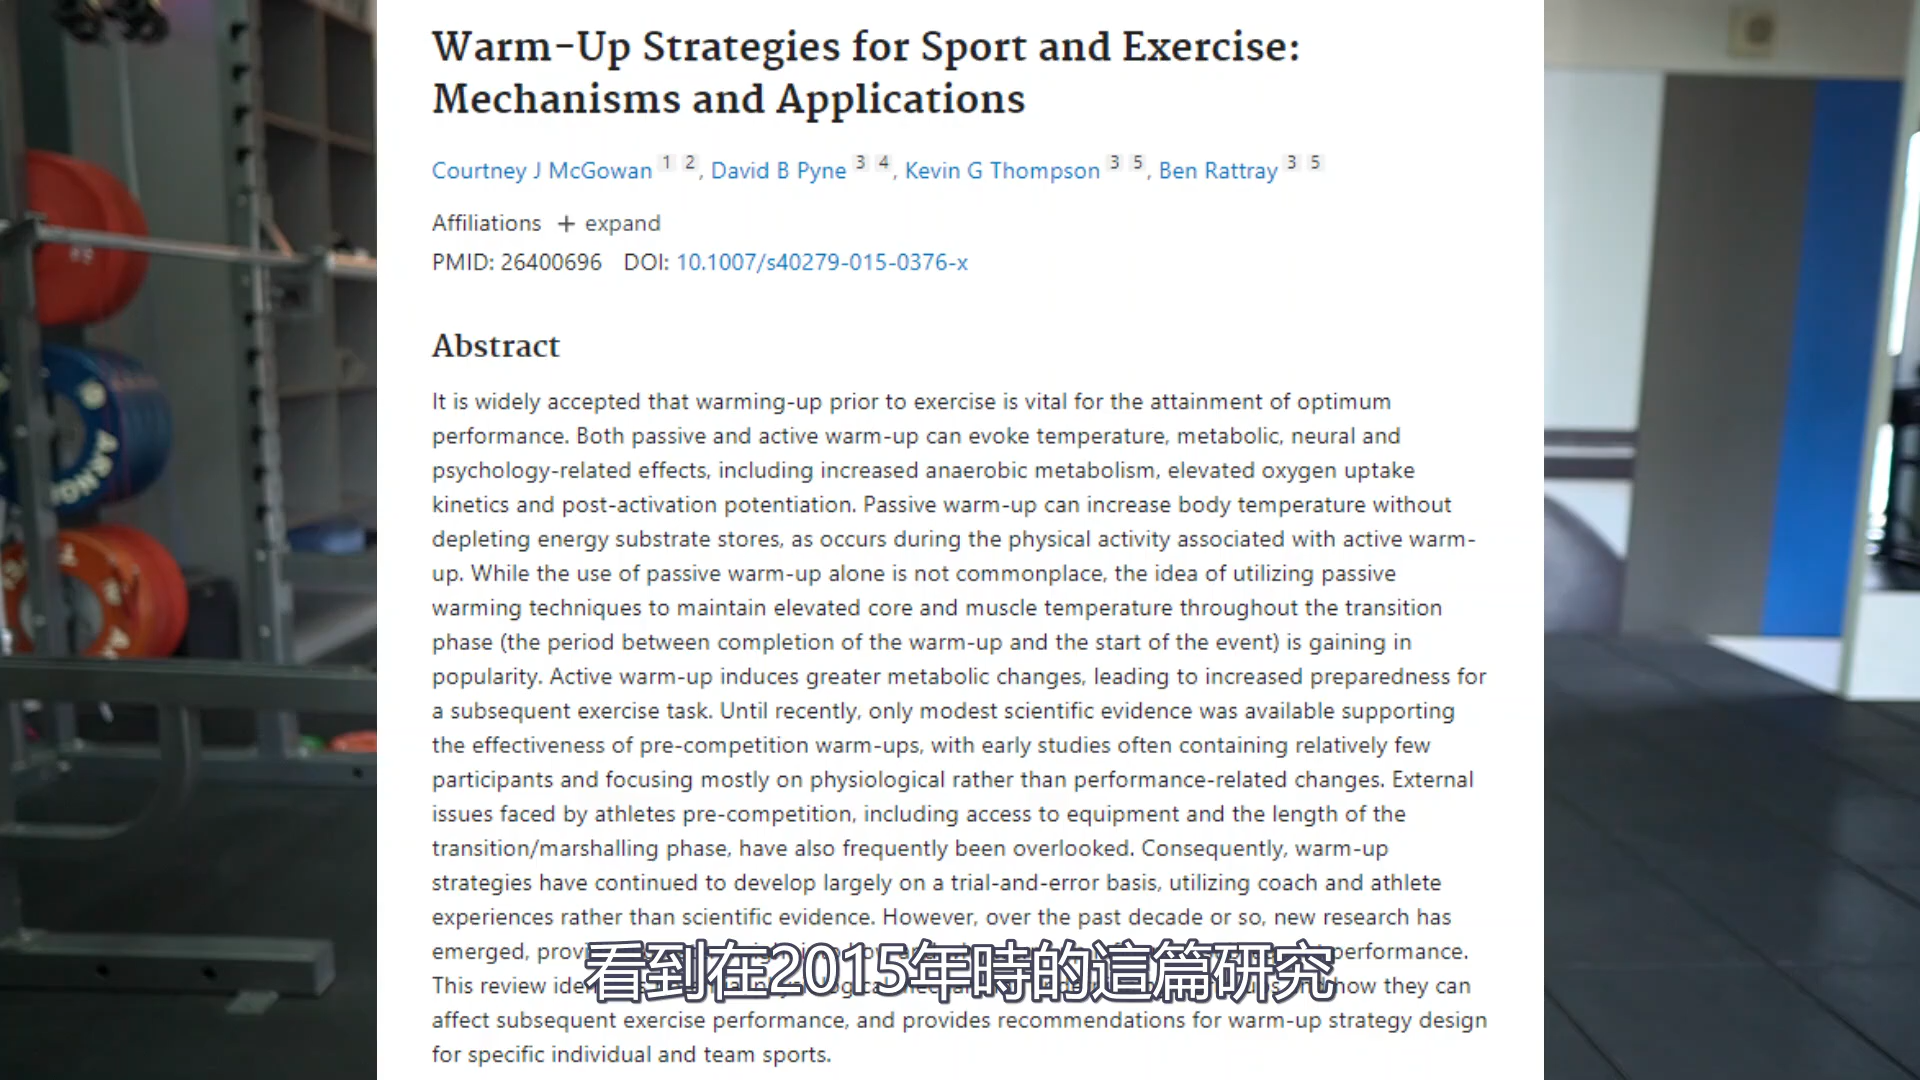 Warm-Up Strategies for Sport and Exercise:
Mechanisms and Applications
Courtney J McGowan 1 2, David B Pyne 3 4, Kevin G Thompson 3 5, Ben Rattray 3 5
Affiliations + expand
PMID: 26400696 DOI: 10.1007/s40279-015-0376-x
Abstract
It is widely accepted that warming-up prior to exercise is vital for the attainment of optimum
performance. Both passive and active warm-up can evoke temperature, metabolic, neural and
psychology-related effects, including increased anaerobic metabolism, elevated oxygen uptake
kinetics and post-activation potentiation. Passive warm-up can increase body temperature without
depleting energy substrate stores, as occurs during the physical activity associated with active warm-
up. While the use of passive warm-up alone is not commonplace, the idea of utilizing passive
warming techniques to maintain elevated core and muscle temperature throughout the transition
phase (the period between completion of the warm-up and the start of the event) is gaining in
popularity. Active warm-up induces greater metabolic changes, leading to increased preparedness for
a subsequent exercise task. Until recently, only modest scientific evidence was available supporting
the effectiveness of pre-competition warm-ups, with early studies often containing relatively few
participants and focusing mostly on physiological rather than performance-related changes. External
issues faced by athletes pre-competition, including access to equipment and the length of the
transition/marshalling phase, have also frequently been overlooked. Consequently, warm-up
strategies have continued to develop largely on a trial-and-error basis, utilizing coach and athlete
experiences rather than scientific evidence. However, over the past decade or so, new research has
emerged, performance.
This review how they can
affect subsequent exercise performance, and provides recommendations for warm-up strategy design
for specific individual and team sports.
看到在2015年時的這篇研究